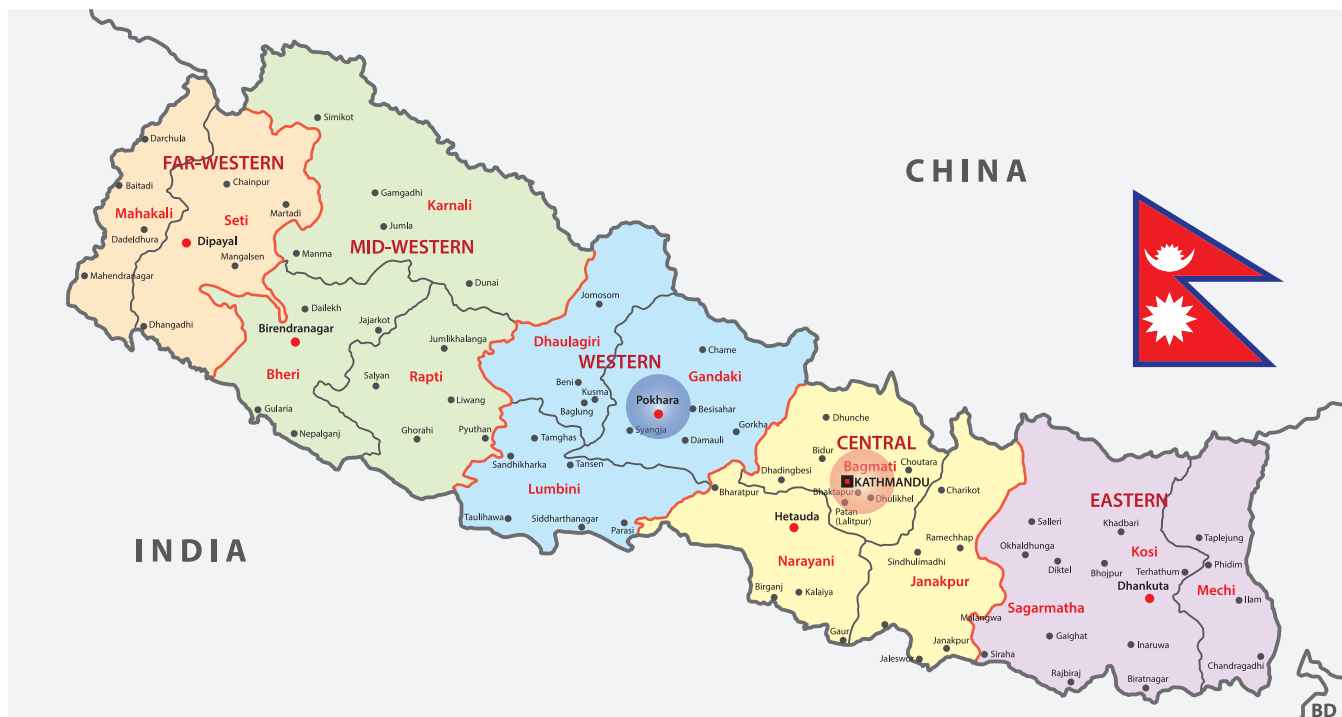 CHINA
INDIA
BD
FAR-WESTERN
Darchula
Baitadi
Chainpur
Mahakali
Seti
Martadi
Dadeldhura
Dipayal
Mangalsen
Mahendranagar
Dhangadhi
Simikot
Gamgadhi
Karnali
Jumla
MID-WESTERN
Manma
Dunai
Dailekh
Birendranagar
Jajarkot
Jumlikhalanga
Bheri
Salyan
Rapti
Liwang
Gularia
Nepalganj
Ghorahi
Pyuthan
Jomosom
Dhaulagiri
WESTERN
Chame
Gandaki
Beni
Kusma
Baglung
Pokhara
Besisahar
Syangja
Gorkha
Damauli
Tamghas
Sandhikharka
Tansen
Lumbini
Taulihawa
Siddharthanagar
Parasi
Dhunche
CENTRAL
Bidur
Bagmati
Choutara
Dhadingbesi
KATHMANDU
Bharatpur
Bhaktapur
Dhulikhel
Charikot
Patan
(Lalitpur)
Hetauda
Ramechhap
Narayani
Sindhulimadhi
Janakpur
Birganj
Kalaiya
Malangwa
Gaur
Janakpur
Jaleswor
EASTERN
Salleri
Khadbari
Taplejung
Okhaldhunga
Kosi
Diktel
Bhojpur
Terhathum
Phidim
Dhankuta
Mechi
Ilam
Sagarmatha
Gaighat
Inaruwa
Siraha
Chandragadhi
Rajbiraj
Biratnagar